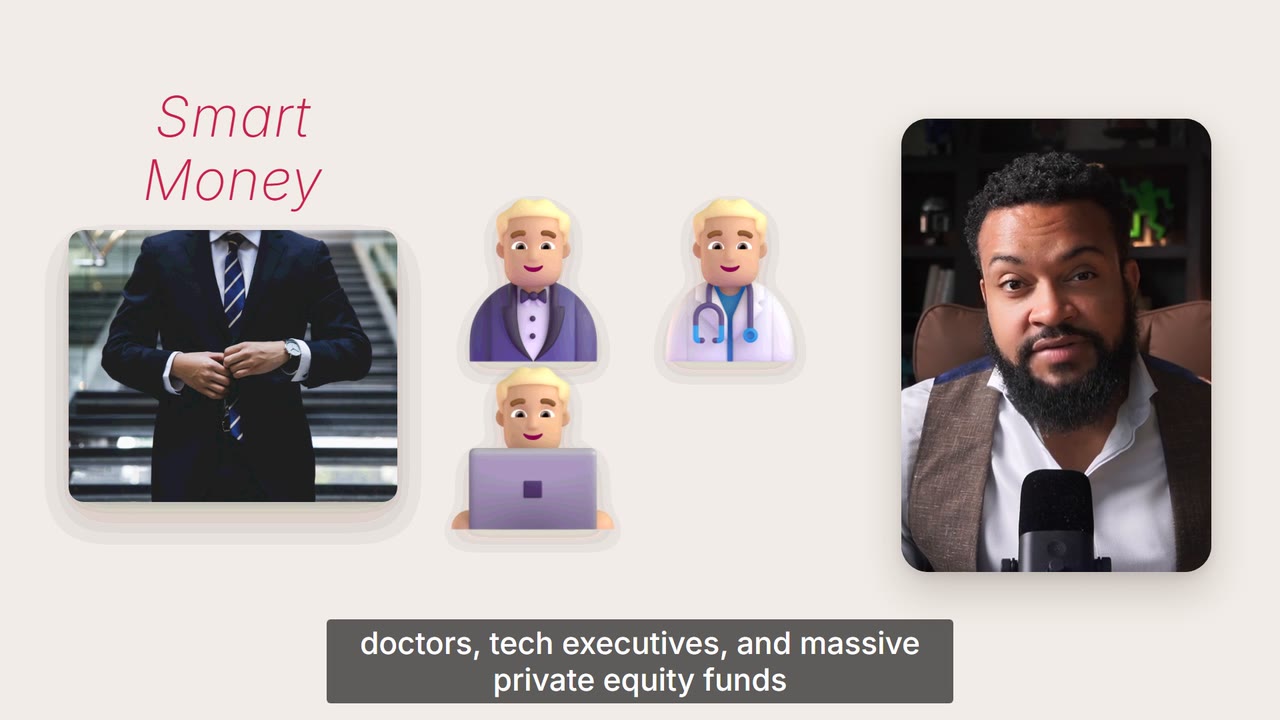 Smart
Money
doctors, tech executives, and massive
private equity funds